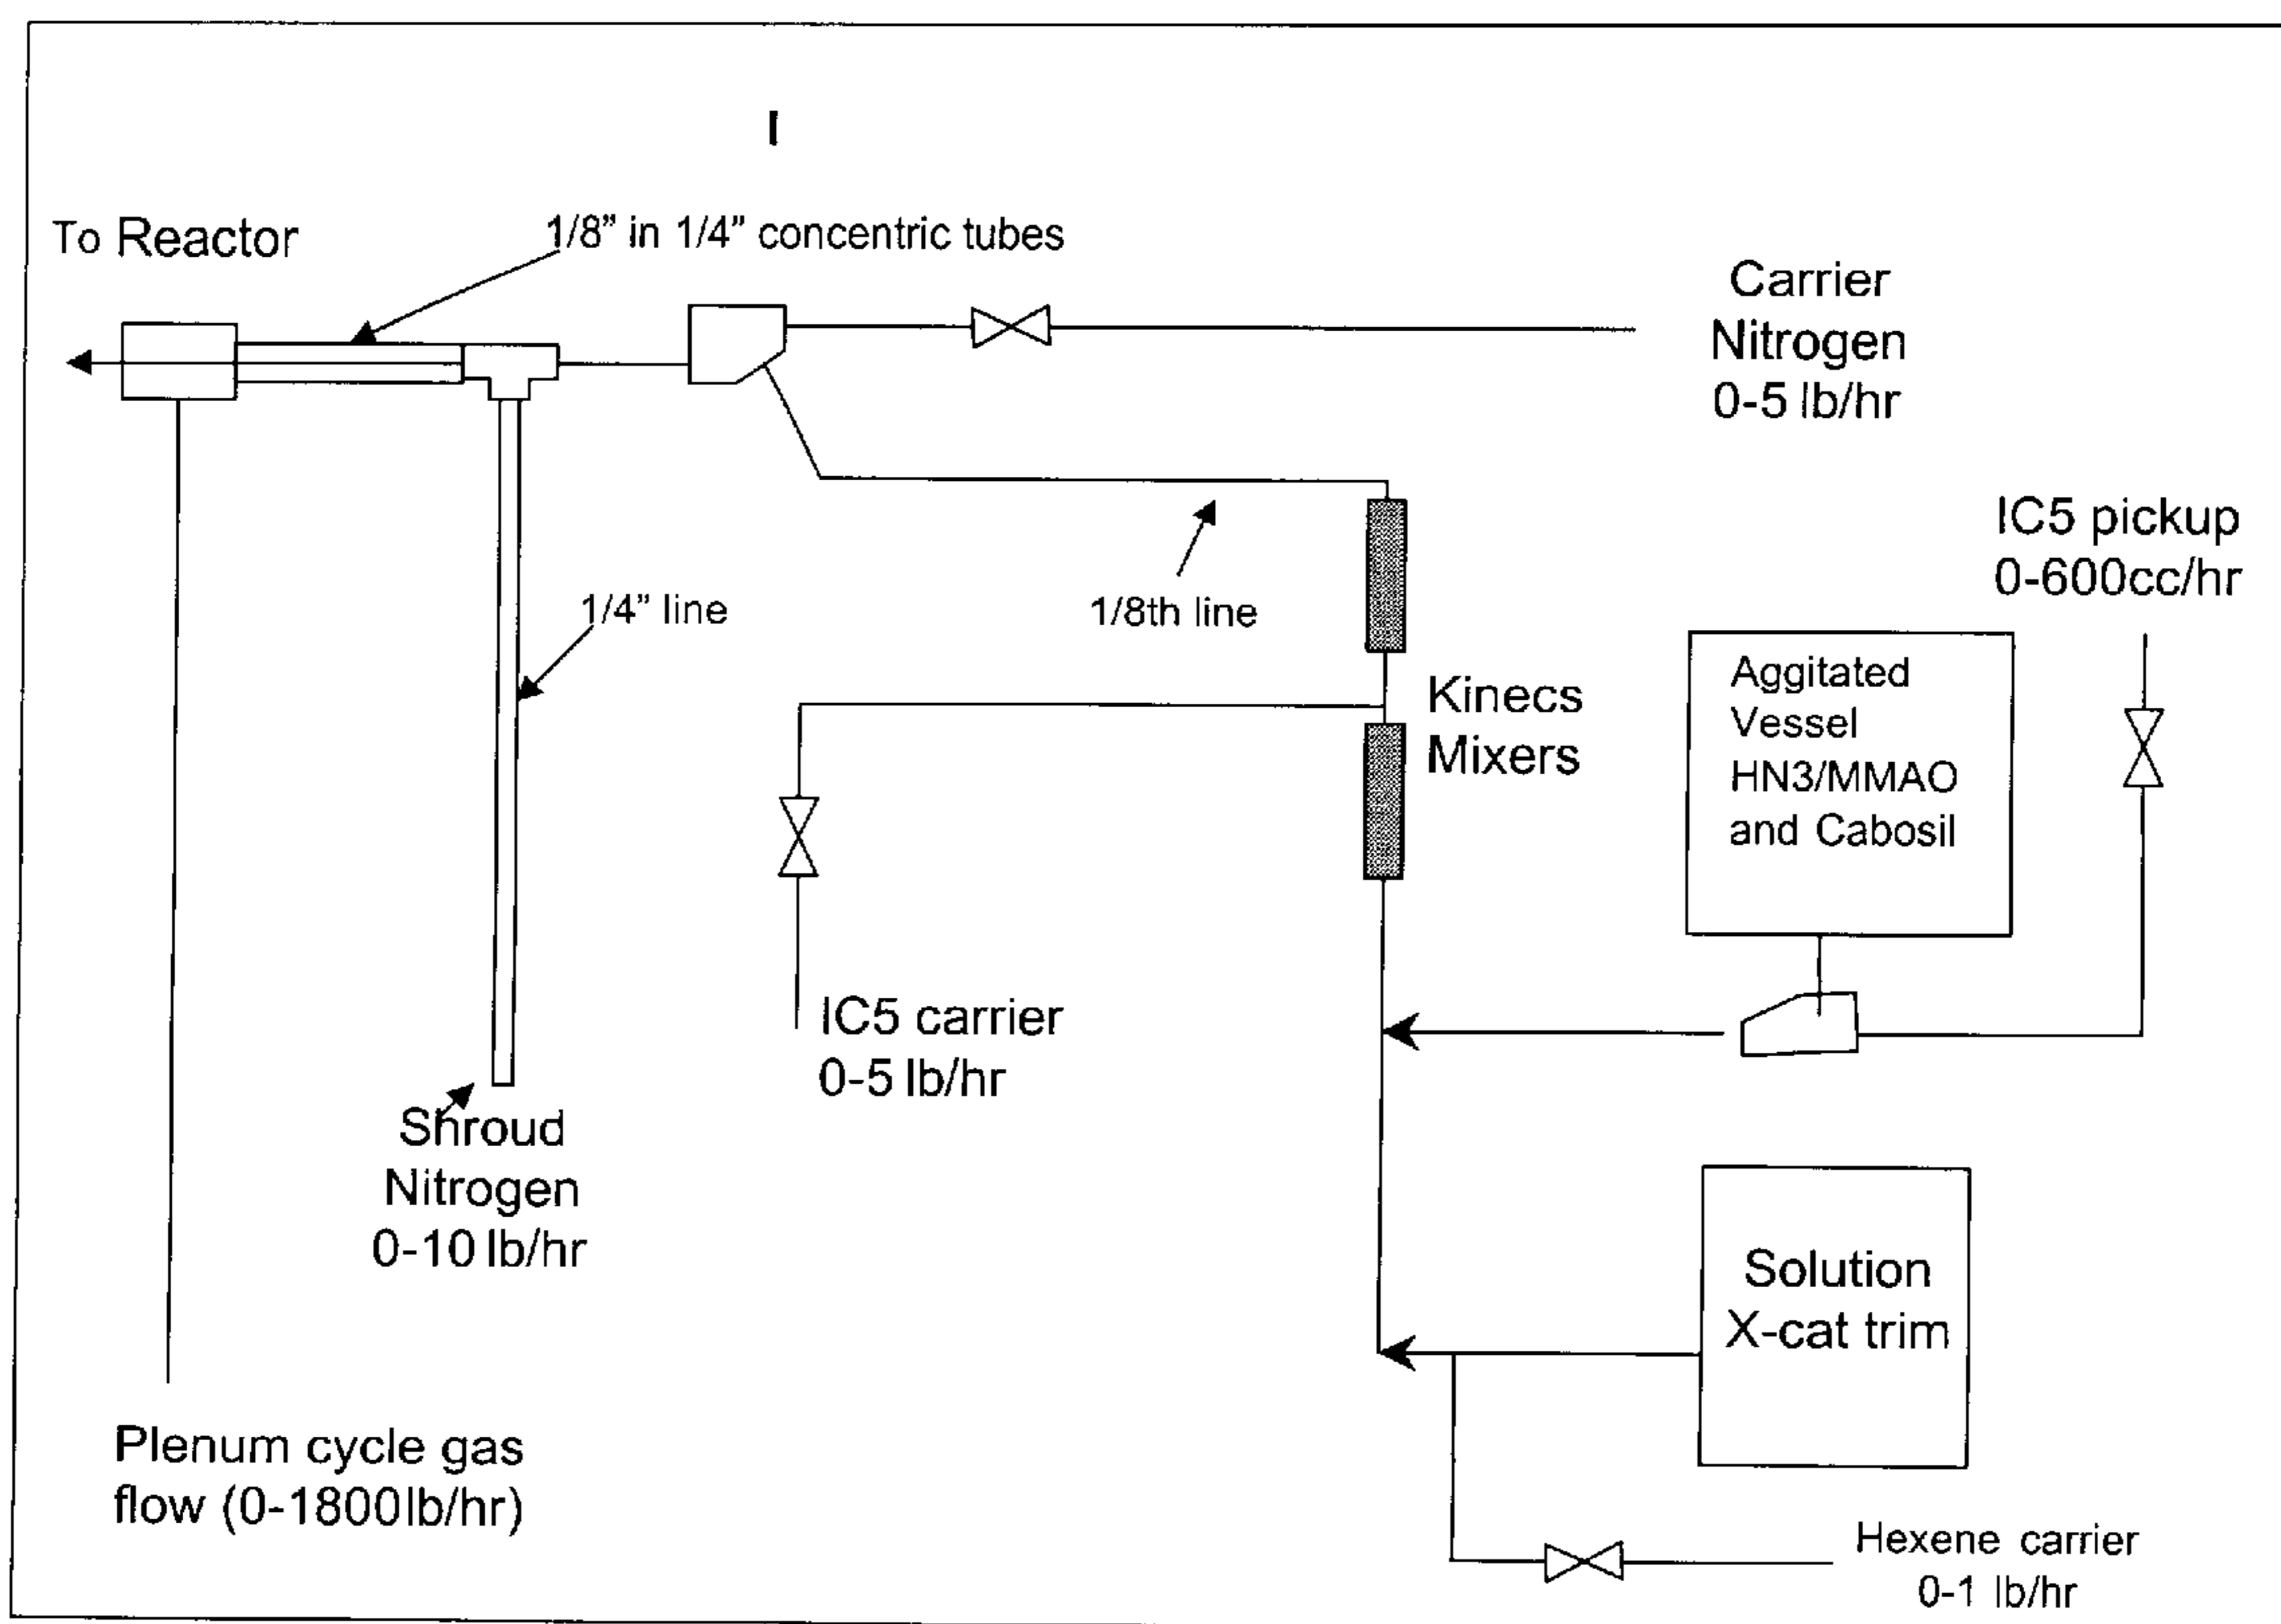 I
To Reactor
1/8” in 1/4” concentric tubes
Carrier
Nitrogen
0-5 lb/hr
IC5 pickup
0-600cc/hr
1/4” line
1/8th line
Aggitated
Vessel
HN3/MMAO
and Cabosil
Kinecs
Mixers
IC5 carrier
0-5 lb/hr
Shroud
Nitrogen
0-10 lb/hr
Solution
X-cat trim
Plenum cycle gas
flow (0-1800lb/hr)
Hexene carrier
0-1 lb/hr